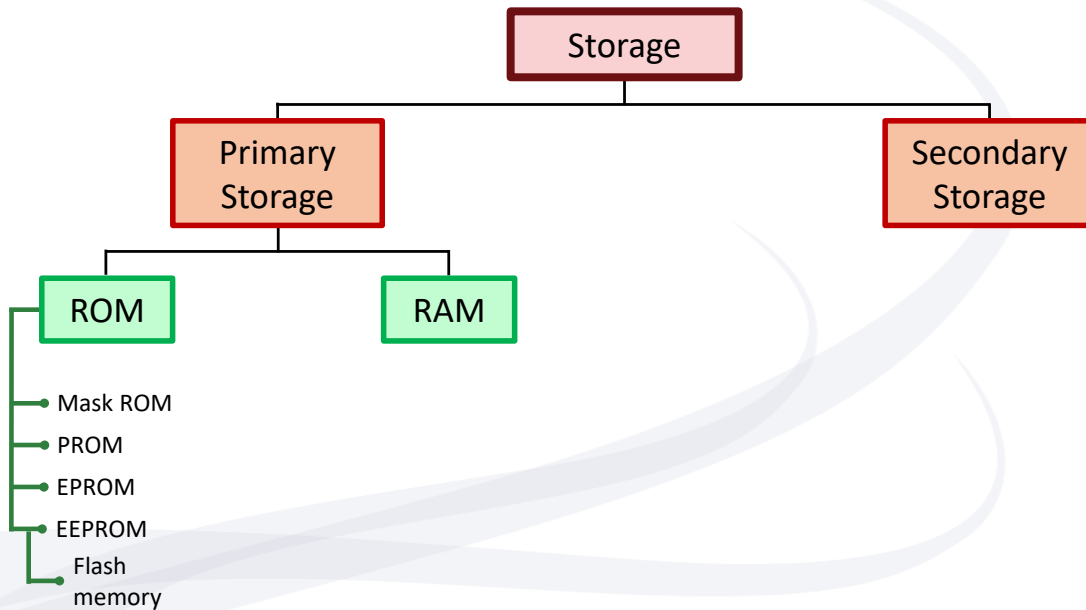 Storage
Primary
Storage
Secondary
Storage
ROM
RAM
Mask ROM
PROM
EPROM
EEPROM
Flash
memory